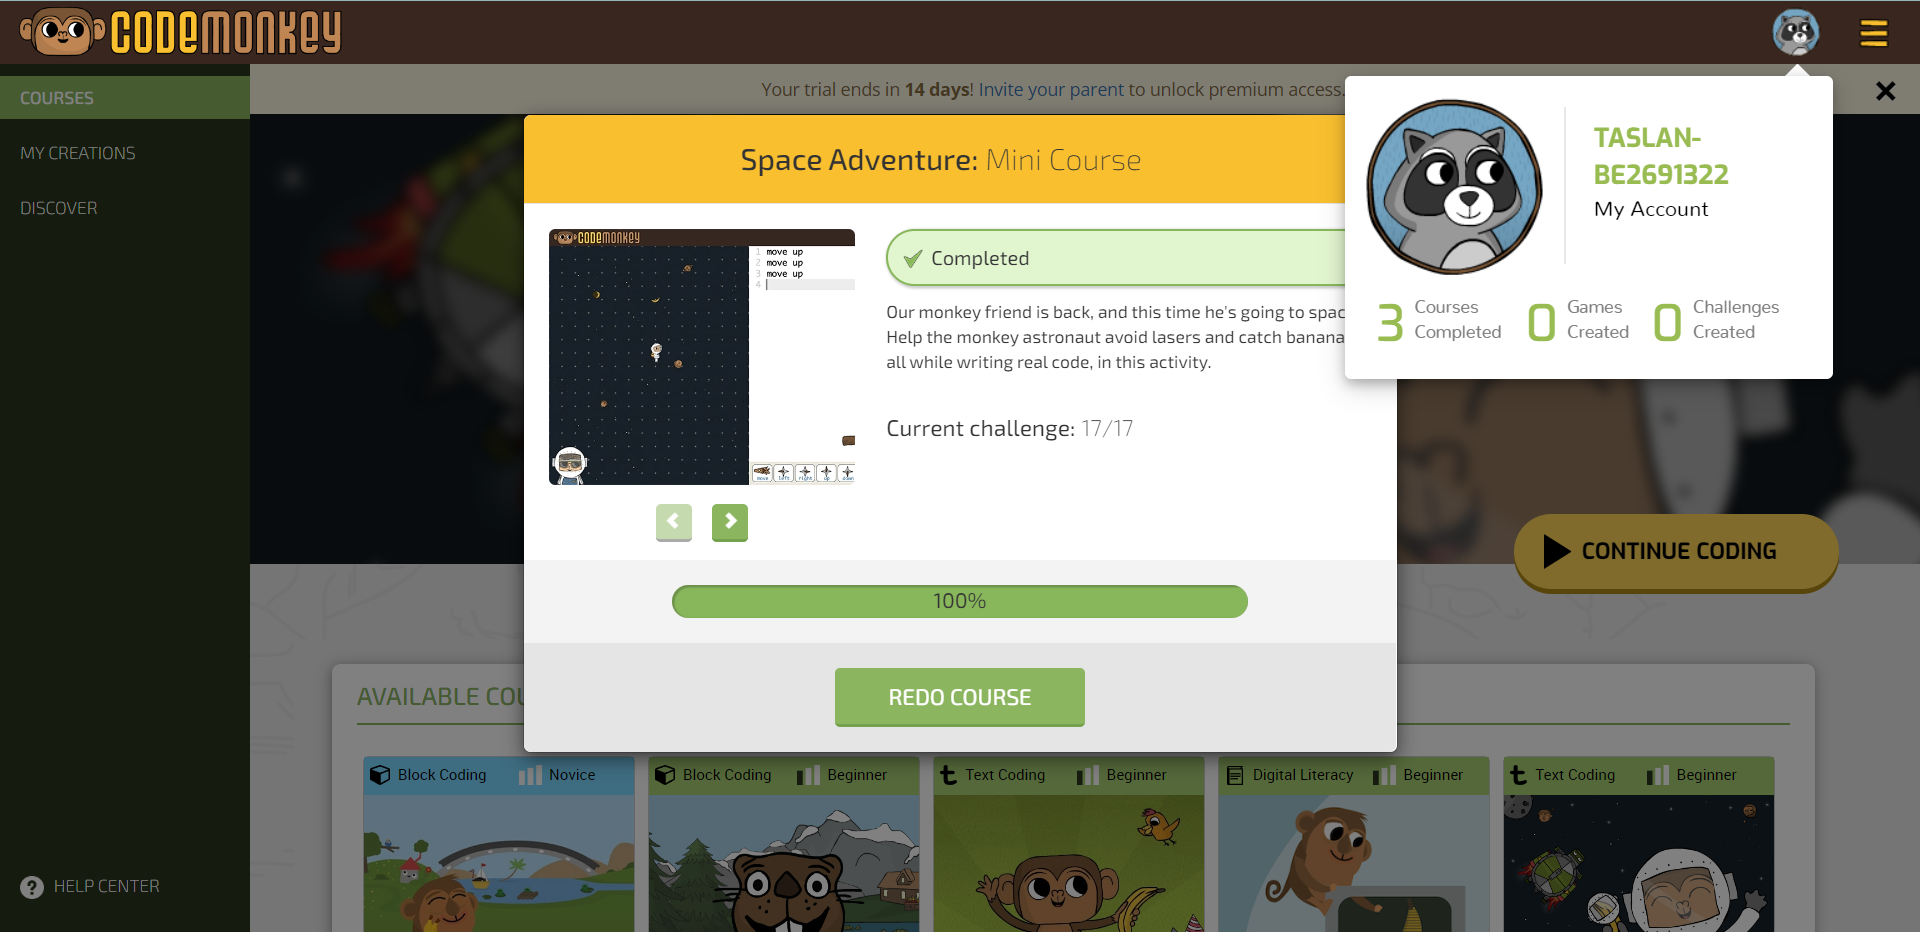 CODEMONKEY
COURSES
MY CREATIONS
DISCOVER
HELP CENTER
Your trial ends in 14 days! Invite your parent to unlock premium access.
Space Adventure: Mini Course
CODEMONKEY
1 move up
2 move up
3 move up
4
move left right up down
Completed
Our monkey friend is back, and this time he's going to spac
Help the monkey astronaut avoid lasers and catch banana
all while writing real code, in this activity.
Current challenge: 17/17
100%
REDO COURSE
TASLAN-
BE2691322
My Account
3 Courses Completed
0 Games Created
0 Challenges Created
CONTINUE CODING
AVAILABLE COU
Block Coding Novice
Block Coding Beginner
Text Coding Beginner
Digital Literacy Beginner
Text Coding Beginner